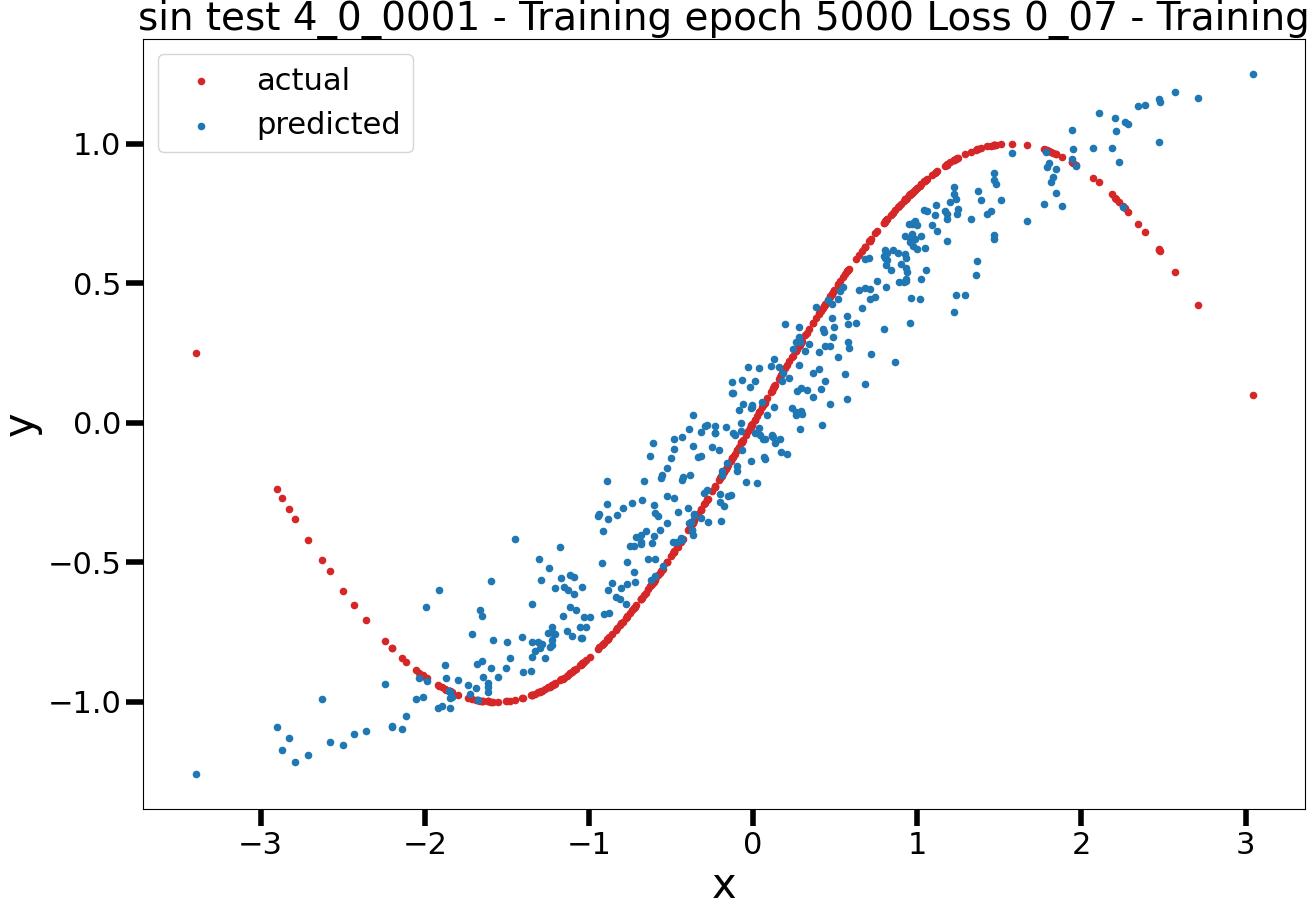 sin test 4_0_0001 - Training epoch 5000 Loss 0_07 - Training
actual
predicted
1.0
0.5
0.0
−0.5
−1.0
y
−3 −2 −1 0 1 2 3
x